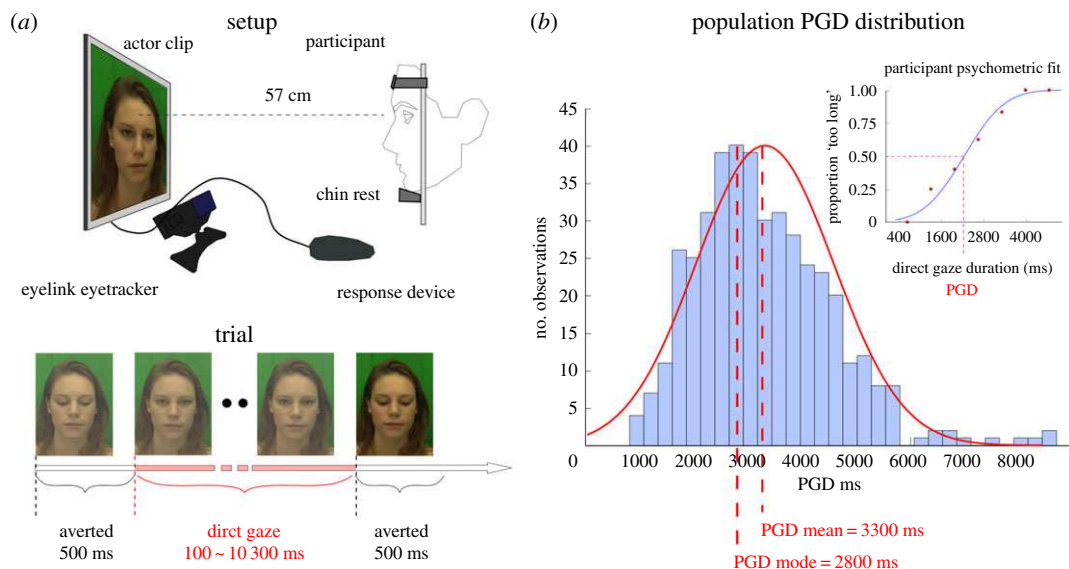 (a)
setup
actor clip
participant
57 cm
chin rest
eyelink eyetracker
response device
trial
averted
500 ms
dirct gaze
100 ~ 10 300 ms
averted
500 ms
(b)
population PGD distribution
no. observations
45
40
35
30
25
20
15
10
5
0
1000
2000
3000
4000
5000
6000
7000
8000
PGD ms
PGD mean = 3300 ms
PGD mode = 2800 ms
participant psychometric fit
proportion ‘too long’
1.00
0.75
0.50
0.25
0
400
1600
2800
4000
direct gaze duration (ms)
PGD